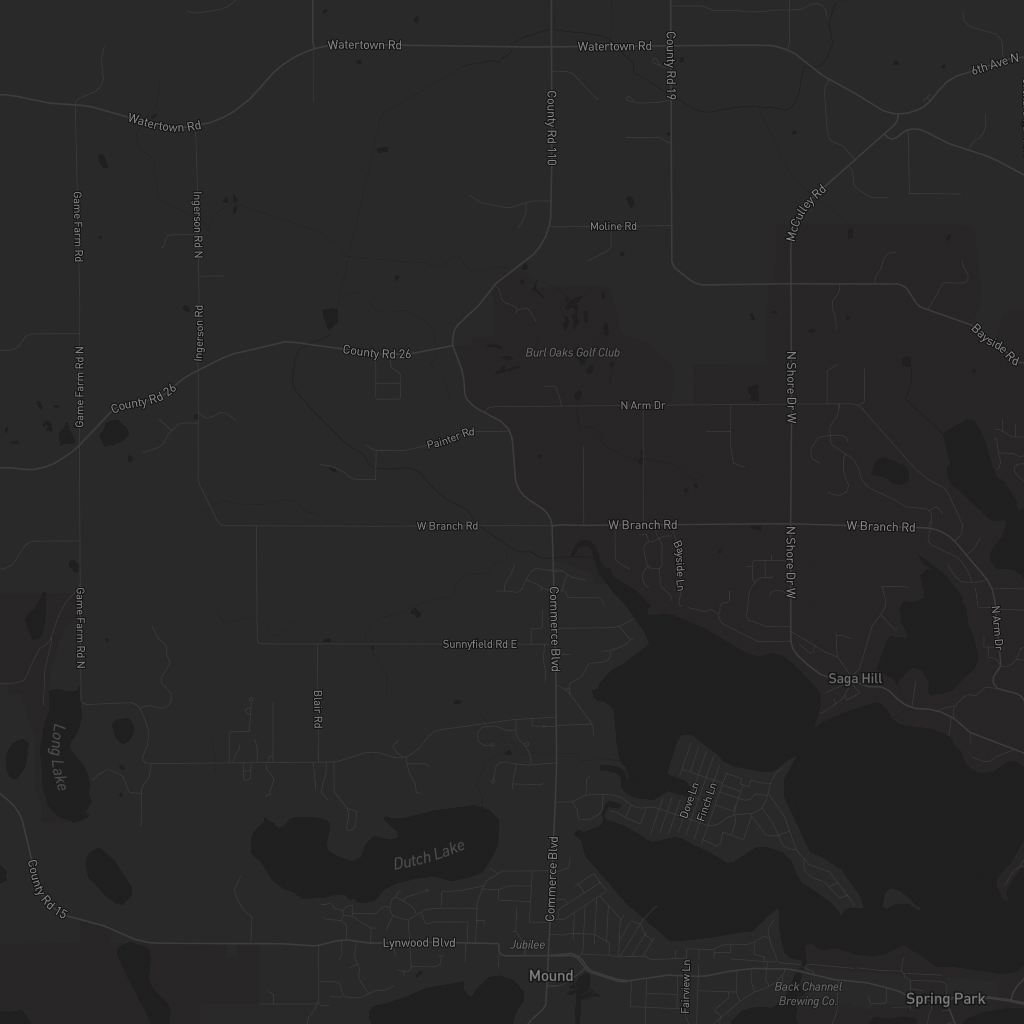 Watertown Rd
Watertown Rd
County Rd 19
6th Ave N
Watertown Rd
County Rd 110
Game Farm Rd
Ingerson Rd N
Moline Rd
McCulley Rd
Ingerson Rd
County Rd 26
Burl Oaks Golf Club
Bayside Rd
Game Farm Rd N
County Rd 26
N Shore Dr W
N Arm Dr
Painter Rd
W Branch Rd
W Branch Rd
W Branch Rd
N Shore Dr W
Bayside Ln
Game Farm Rd N
Commerce Blvd
N Arm Dr
Sunnyfield Rd E
Saga Hill
Blair Rd
Long Lake
Dove Ln
Finch Ln
Dutch Lake
Commerce Blvd
County Rd 15
Lynwood Blvd
Jubilee
Mound
Fairview Ln
Back Channel
Brewing Co.
Spring Park